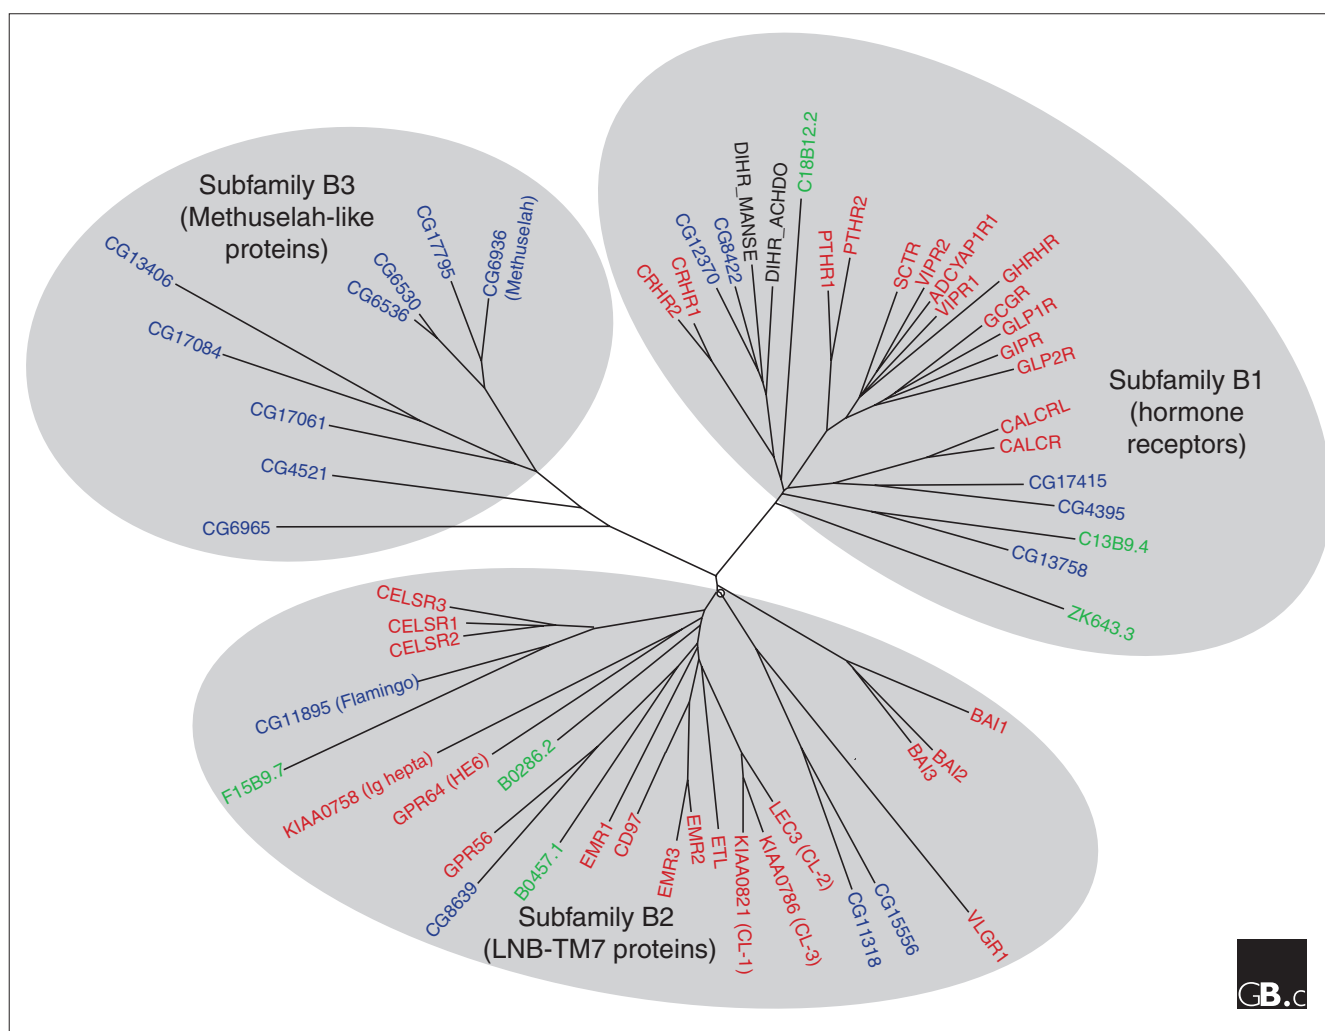 Subfamily B3
(Methuselah-like
proteins)
CG13406
CG17084
CG17061
CG4521
CG6965
CG6536
CG6530
CG17795
CG6936
(Methuselah)
CRHR2
CRHR1
CG12370
CG8422
DIHR_MANSE
DIHR_ACHDO
C18B12.2
PTHR1
PTHR2
SCTR
VIPR2
ADCYAP1R1
VIPR1
GHRHR
GCGR
GLP1R
GIPR
GLP2R
Subfamily B1
(hormone
receptors)
CALCRL
CALCR
CG17415
CG4395
C13B9.4
CG13758
ZK643.3
CELSR3
CELSR1
CELSR2
CG11895 (Flamingo)
F15B9.7
KIAA0758 (Ig hepta)
GPR64 (HE6)
B0286.2
GPR56
CG8639
B0457.1
EMR1
CD97
EMR3
EMR2
ETL
KIAA0821 (CL-1)
KIAA0786 (CL-3)
LEC3 (CL-2)
CG11318
CG15556
VLGR1
BAI3
BAI2
BAI1
Subfamily B2
(LNB-TM7 proteins)
GB.c